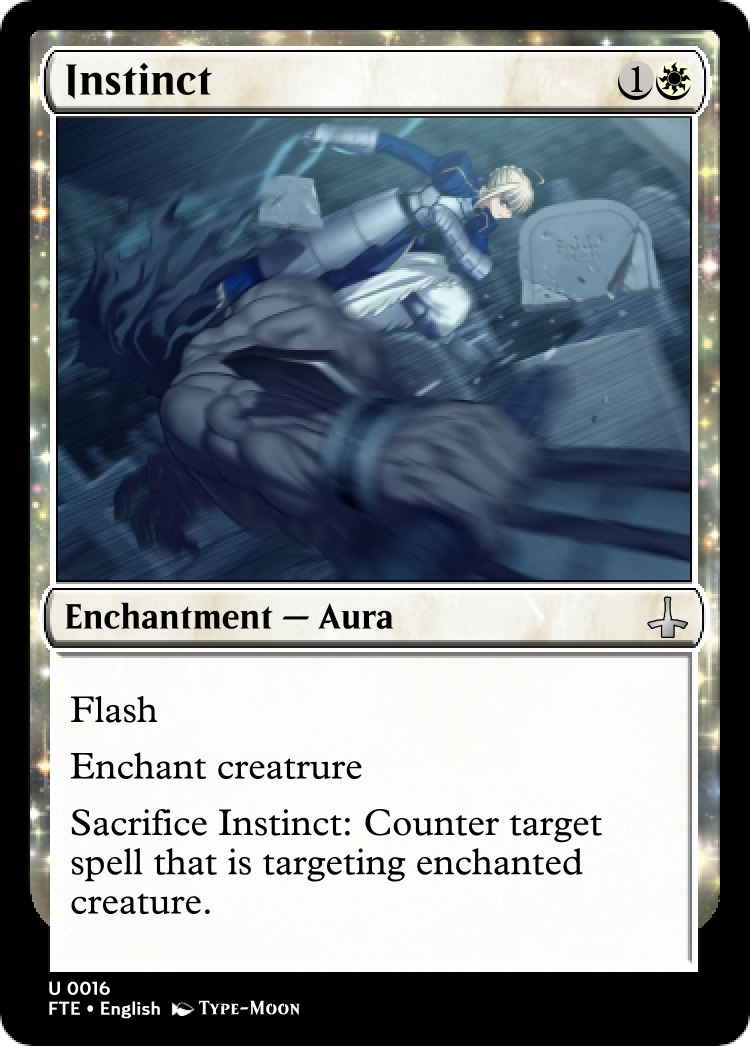 Instinct 1
Enchantment — Aura
Flash
Enchant creatrure
Sacrifice Instinct: Counter target
spell that is targeting enchanted
creature.
U 0016
FTE • English Type-Moon